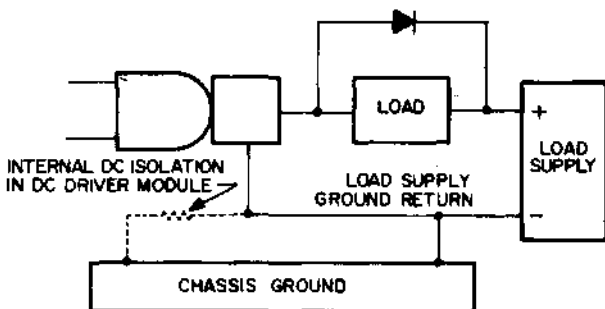 LOAD
+
LOAD
SUPPLY
INTERNAL DC ISOLATION
IN DC DRIVER MODULE
LOAD SUPPLY
GROUND RETURN
-
CHASSIS GROUND